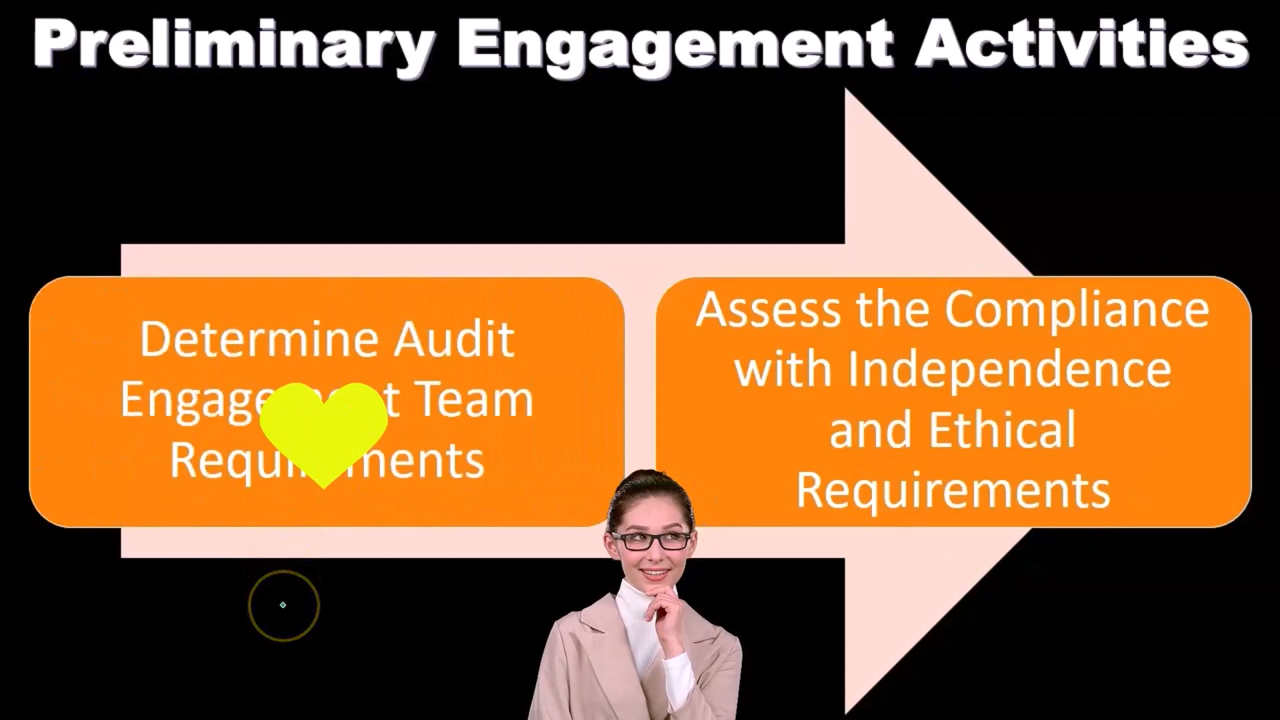 Preliminary Engagement Activities
Determine Audit
Team
Assess the Compliance
with Independence
and Ethical
Requirements